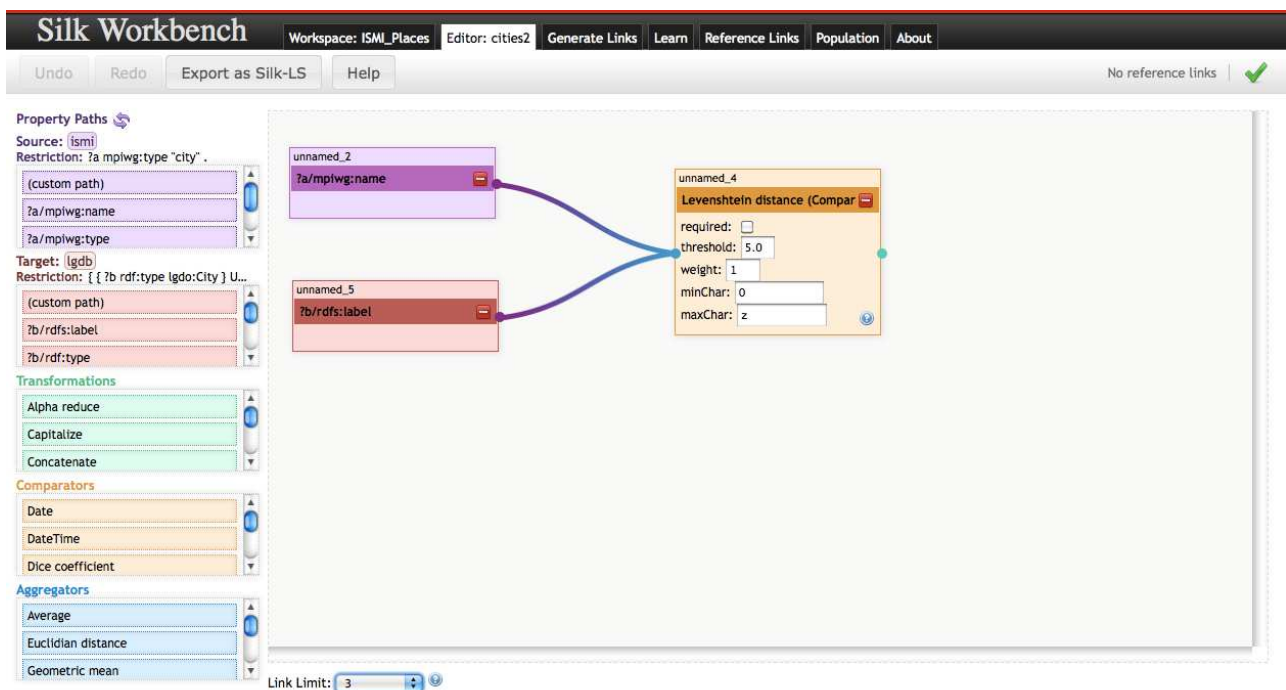 Silk Workbench
Workspace: ISMI_Places Editor: cities2 Generate Links Learn Reference Links Population About
Undo Redo Export as Silk-LS Help No reference links
Property Paths
Source: ismi
Restriction: ?a mpiwg:type "city" .
(custom path)
?a/mpiwg:name
?a/mpiwg:type
Target: lgdb
Restriction: { { ?b rdf:type lgdo:City } U...
(custom path)
?b/rdfs:label
?b/rdf:type
Transformations
Alpha reduce
Capitalize
Concatenate
Comparators
Date
DateTime
Dice coefficient
Aggregators
Average
Euclidian distance
Geometric mean
unnamed_2
?a/mpiwg:name
unnamed_5
?b/rdfs:label
unnamed_4
Levenshtein distance (Compar
required:
threshold: 5.0
weight: 1
minChar: 0
maxChar: z
Link Limit: 3